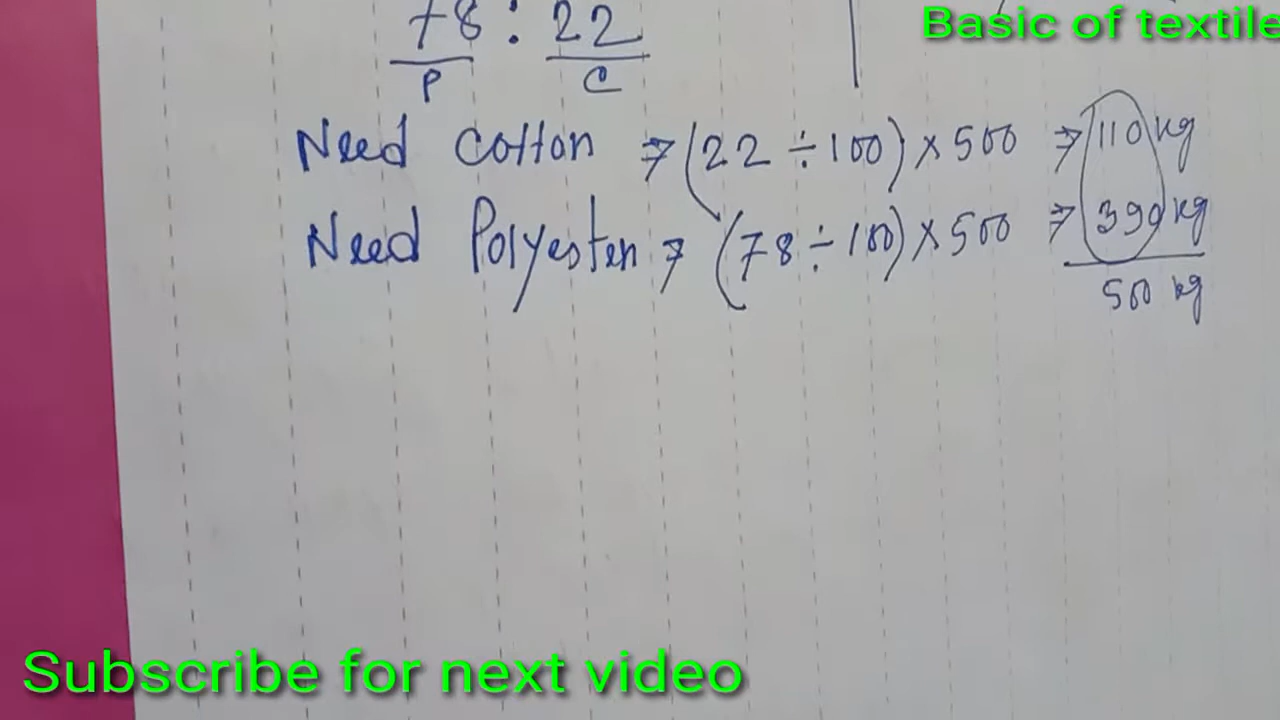 Basic of textile
78 : 22
P C
Need Cotton ⇒ (22 ÷ 100) × 500 ⇒ 110 kg
Need Polyester ⇒ (78 ÷ 100) × 500 ⇒ 390 kg
500 kg
Subscribe for next video